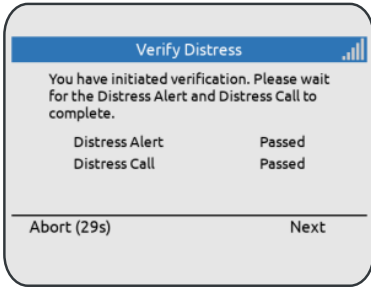 Verify Distress
You have initiated verification. Please wait
for the Distress Alert and Distress Call to
complete.
Distress Alert Passed
Distress Call Passed
Abort (29s) Next